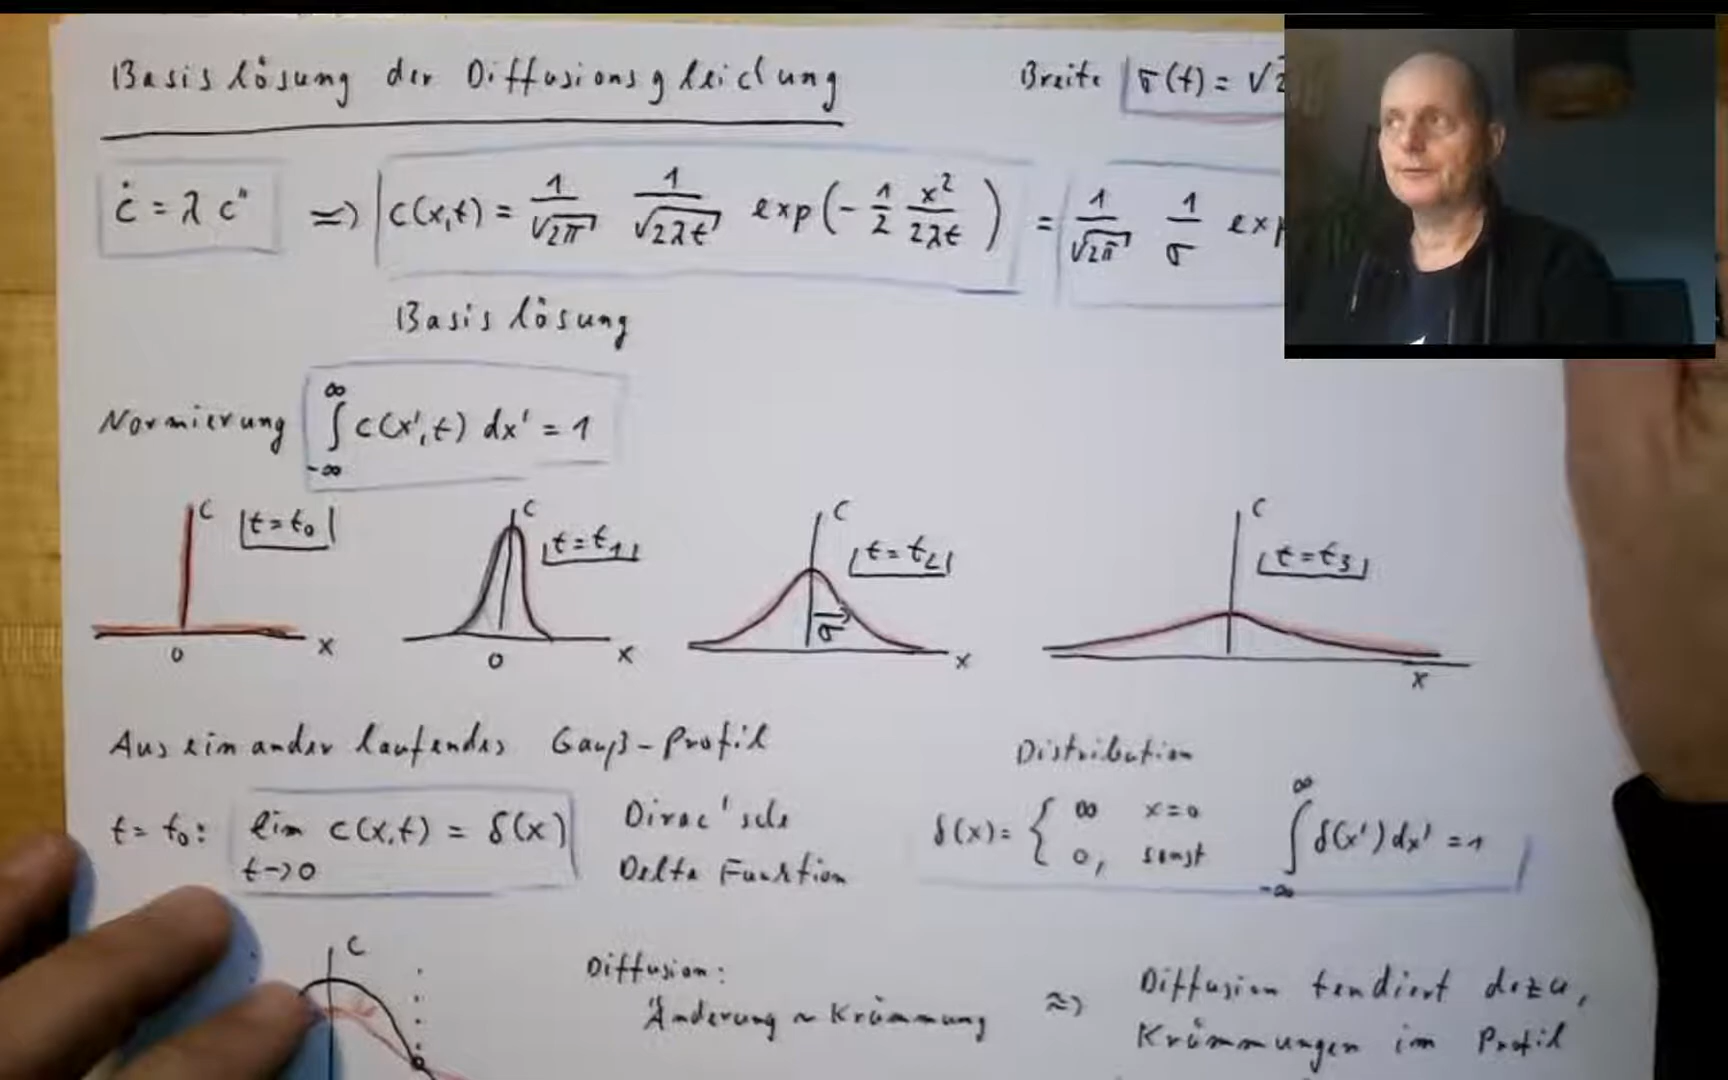 Basislösung der Diffusionsgleichung
Breite σ(t) = √2
ċ = λ c'' => c(x,t) = 1/√2π 1/√2λt exp(- 1/2 x²/2λt) = 1/√2π 1/σ exp
Basislösung
Normierung ∫_-∞^∞ c(x',t) dx' = 1
c t=t₀ c t=t₁ c t=t₂ c t=t₃
σ
0 x 0 x x x
Auseinander laufendes Gauß-Profil
Distribution
t=t₀: lim t->0 c(x,t) = δ(x) Dirac'sche
Delta Funktion
δ(x)= { ∞ x=0
0, sonst
∫_-∞^∞ δ(x')dx' = 1
c
Diffusion:
Änderung ~ Krümmung
≈> Diffusion tendiert dazu,
Krümmungen im Profil